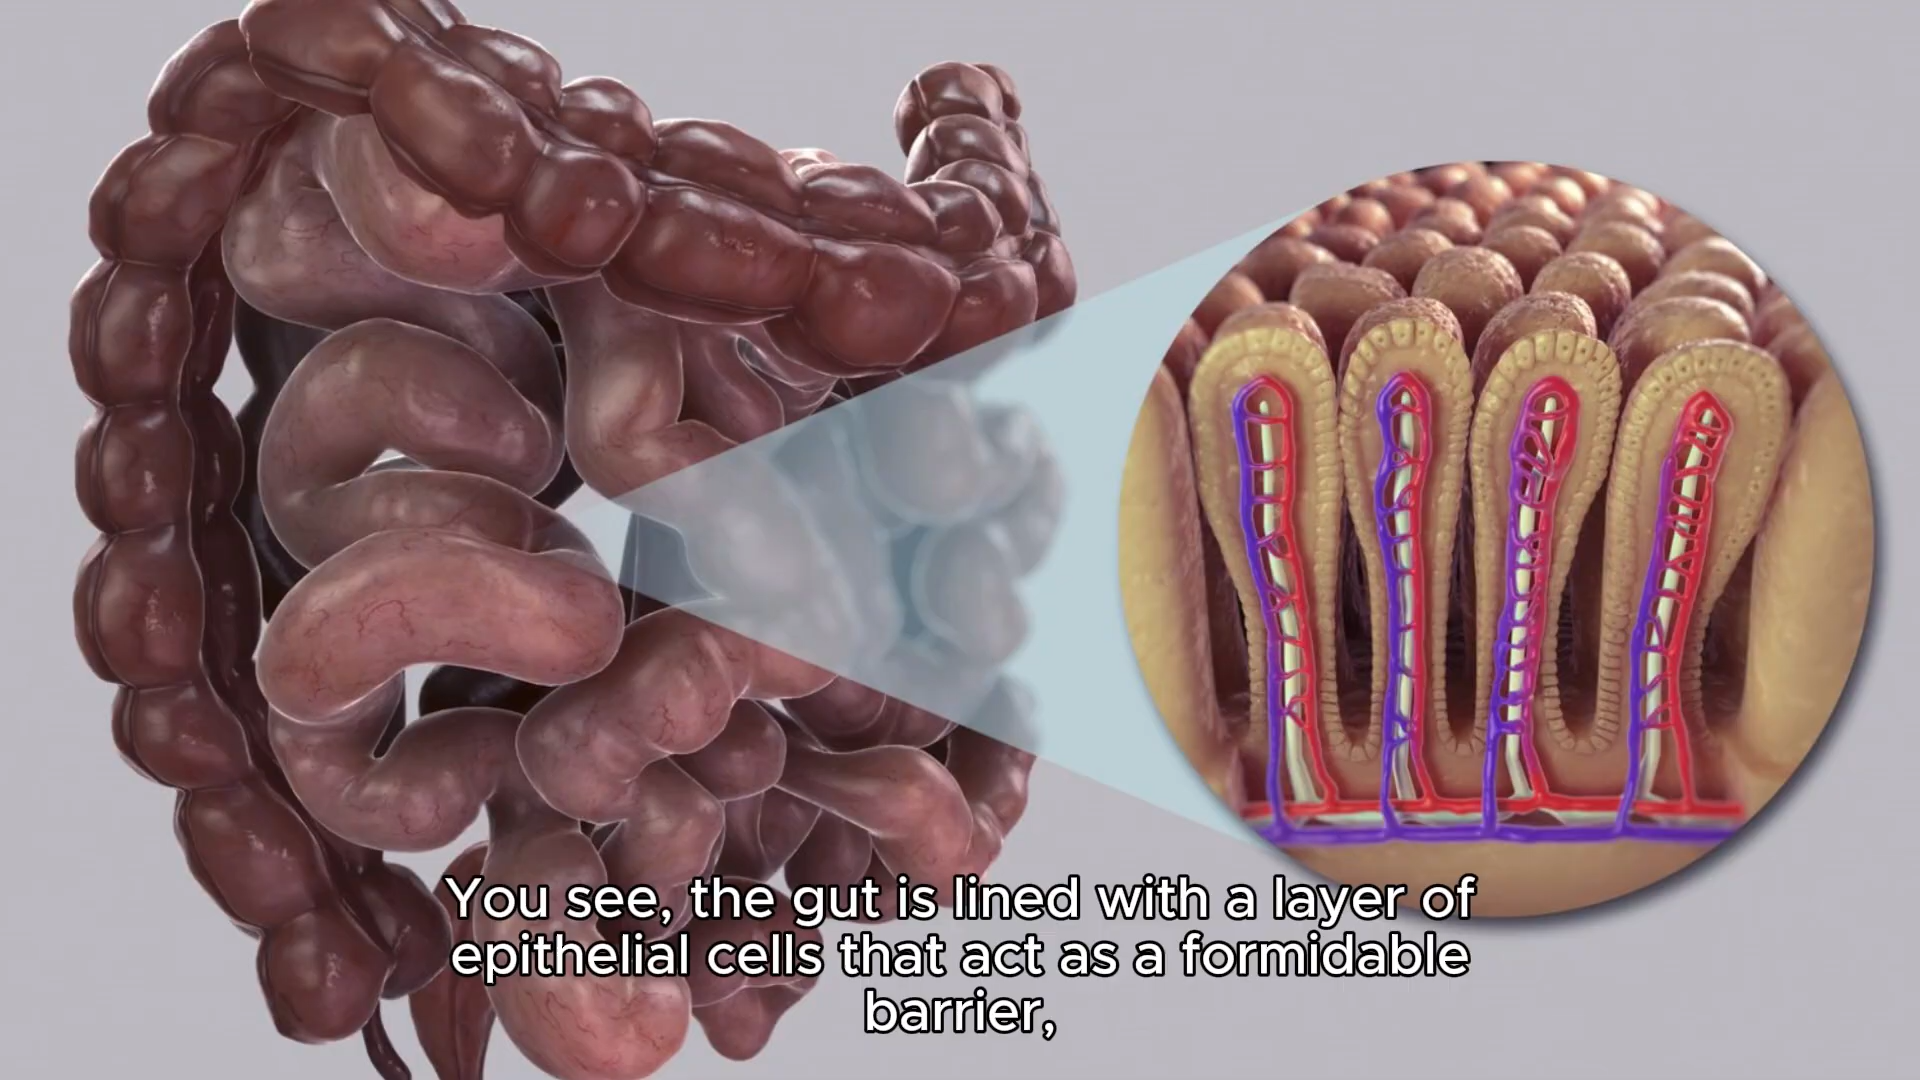 You see, the gut is lined with a layer of
epithelial cells that act as a formidable
barrier,